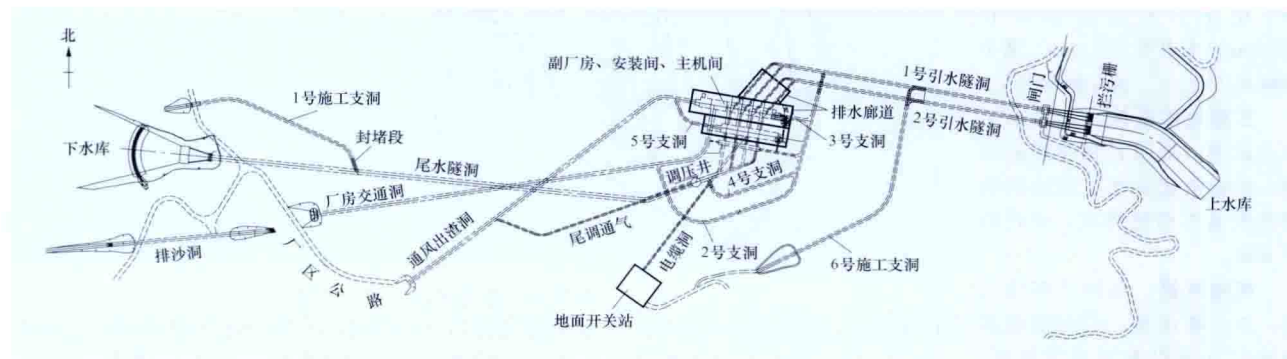 北
副厂房、安装间、主机间
1号引水隧洞
闸门
拦污栅
1号施工支洞
排水廊道
2号引水隧洞
封堵段
5号支洞
3号支洞
下水库
尾水隧洞
调压井
4号支洞
厂房交通洞
上水库
通风出渣洞
尾调通气
电缆洞
2号支洞
6号施工支洞
排沙洞
厂区公路
地面开关站